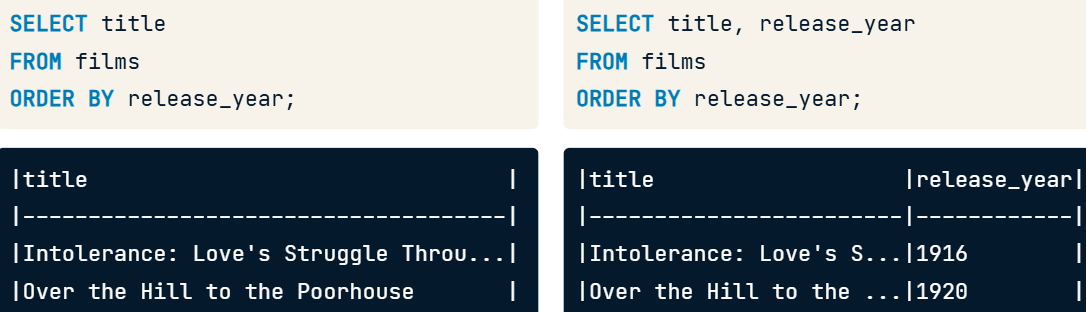 SELECT title
FROM films
ORDER BY release_year;
|title                                |
|-------------------------------------|
|Intolerance: Love's Struggle Throu...|
|Over the Hill to the Poorhouse       |
SELECT title, release_year
FROM films
ORDER BY release_year;
|title                   |release_year|
|------------------------|------------|
|Intolerance: Love's S...|1916        |
|Over the Hill to the ...|1920        |